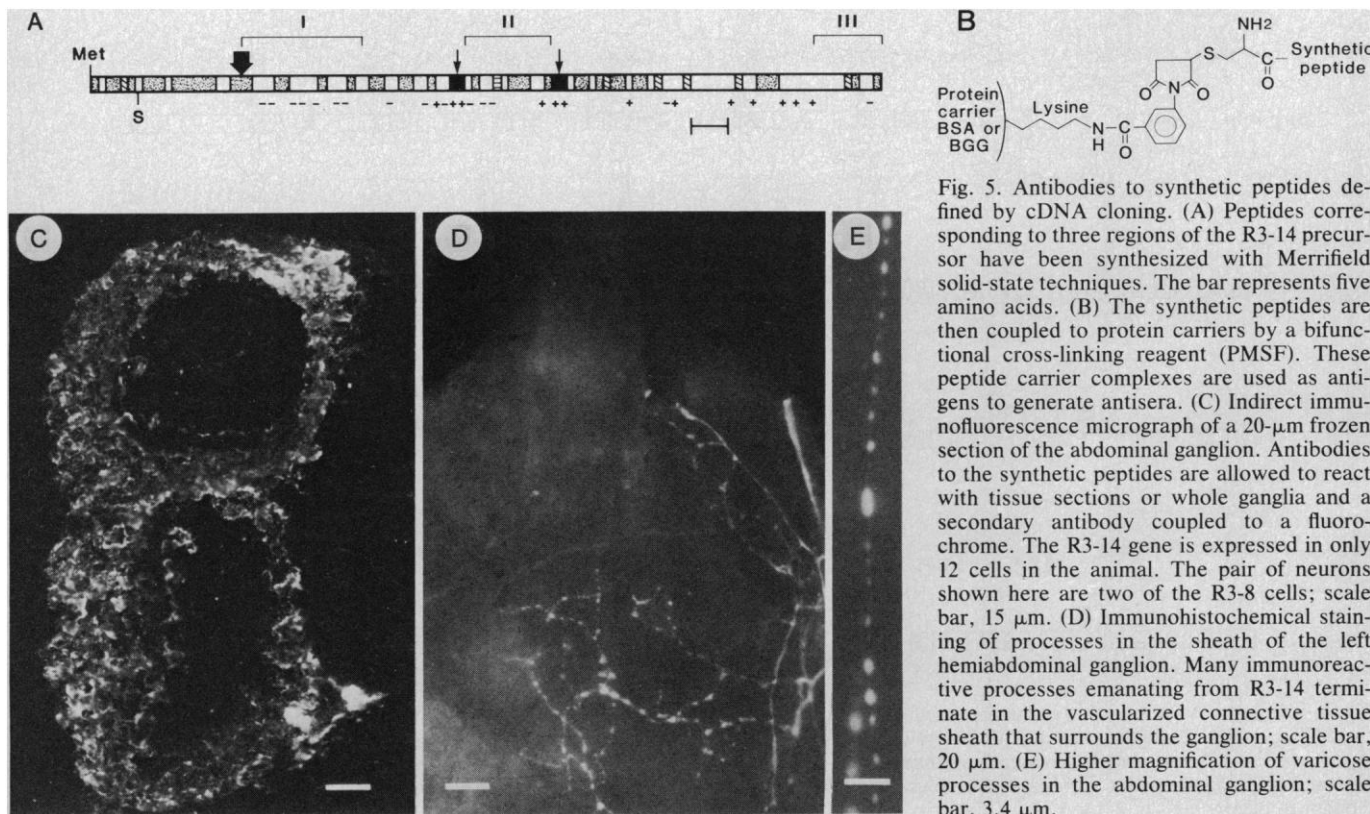 A
I
II
III
Met
S
-- --- - -- - - -+++ --- + ++ + -+ + + + + -
B
NH2
S
C
O
Synthetic
peptide
O
N
O
Protein
carrier
BSA or
BGG
Lysine
N
H
C
O
C
D
E
Fig. 5. Antibodies to synthetic peptides de-
fined by cDNA cloning. (A) Peptides corre-
sponding to three regions of the R3-14 precur-
sor have been synthesized with Merrifield
solid-state techniques. The bar represents five
amino acids. (B) The synthetic peptides are
then coupled to protein carriers by a bifunc-
tional cross-linking reagent (PMSF). These
peptide carrier complexes are used as anti-
gens to generate antisera. (C) Indirect immu-
nofluorescence micrograph of a 20-μm frozen
section of the abdominal ganglion. Antibodies
to the synthetic peptides are allowed to react
with tissue sections or whole ganglia and a
secondary antibody coupled to a fluoro-
chrome. The R3-14 gene is expressed in only
12 cells in the animal. The pair of neurons
shown here are two of the R3-8 cells; scale
bar, 15 μm. (D) Immunohistochemical stain-
ing of processes in the sheath of the left
hemiabdominal ganglion. Many immunoreac-
tive processes emanating from R3-14 termi-
nate in the vascularized connective tissue
sheath that surrounds the ganglion; scale bar,
20 μm. (E) Higher magnification of varicose
processes in the abdominal ganglion; scale
bar, 3.4 μm.